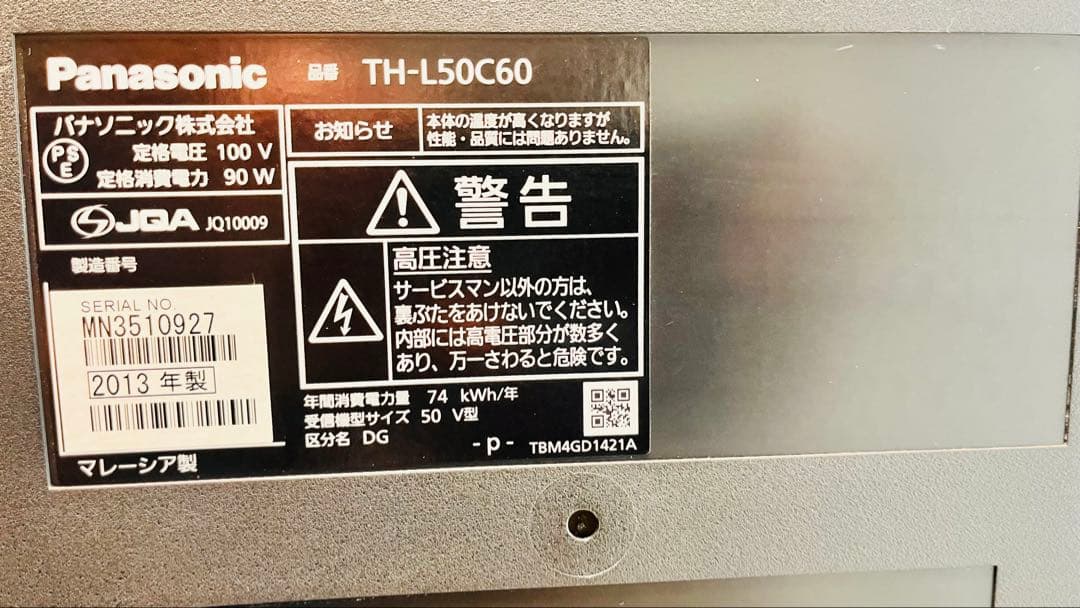 Panasonic
品番 TH-L50C60
パナソニック株式会社
PS
E
定格電圧 100 V
定格消費電力 90 W
JQA JQ10009
お知らせ
本体の温度が高くなりますが
性能・品質には問題ありません。
警告
高圧注意
サービスマン以外の方は、
裏ぶたをあけないでください。
内部には高電圧部分が数多く
あり、万一さわると危険です。
製造番号
SERIAL NO.
MN3510927
2013 年製
マレーシア製
年間消費電力量 74 kWh/年
受信機型サイズ 50 V型
区分名 DG
- p -
TBM4GD1421A